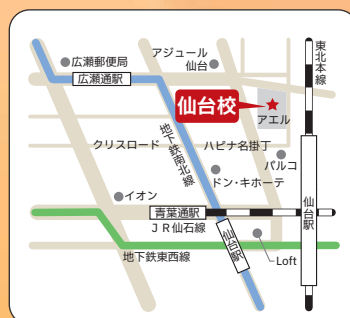 広瀬郵便局
アジュール
仙台
広瀬通駅
東北本線
仙台校
アエル
地下鉄南北線
クリスロード
ハピナ名掛丁
パルコ
ドン・キホーテ
イオン
青葉通駅
ＪＲ仙石線
仙台駅
仙台駅
地下鉄東西線
Loft